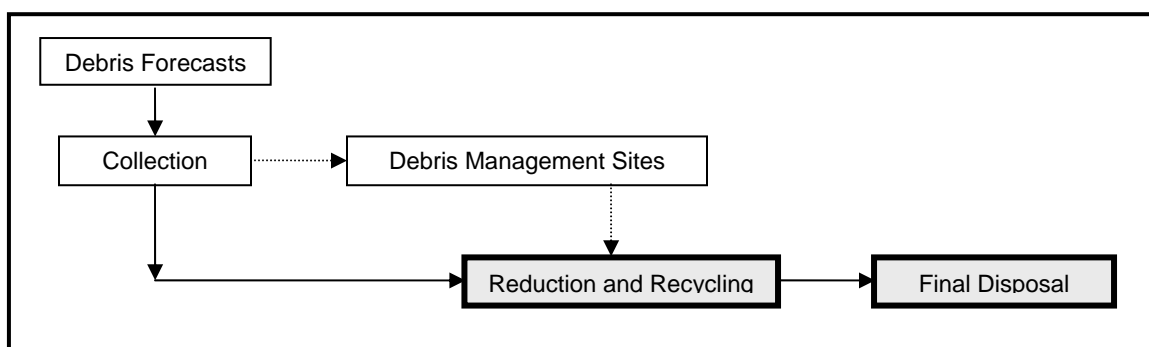 Debris Forecasts
Collection
Debris Management Sites
Reduction and Recycling
Final Disposal